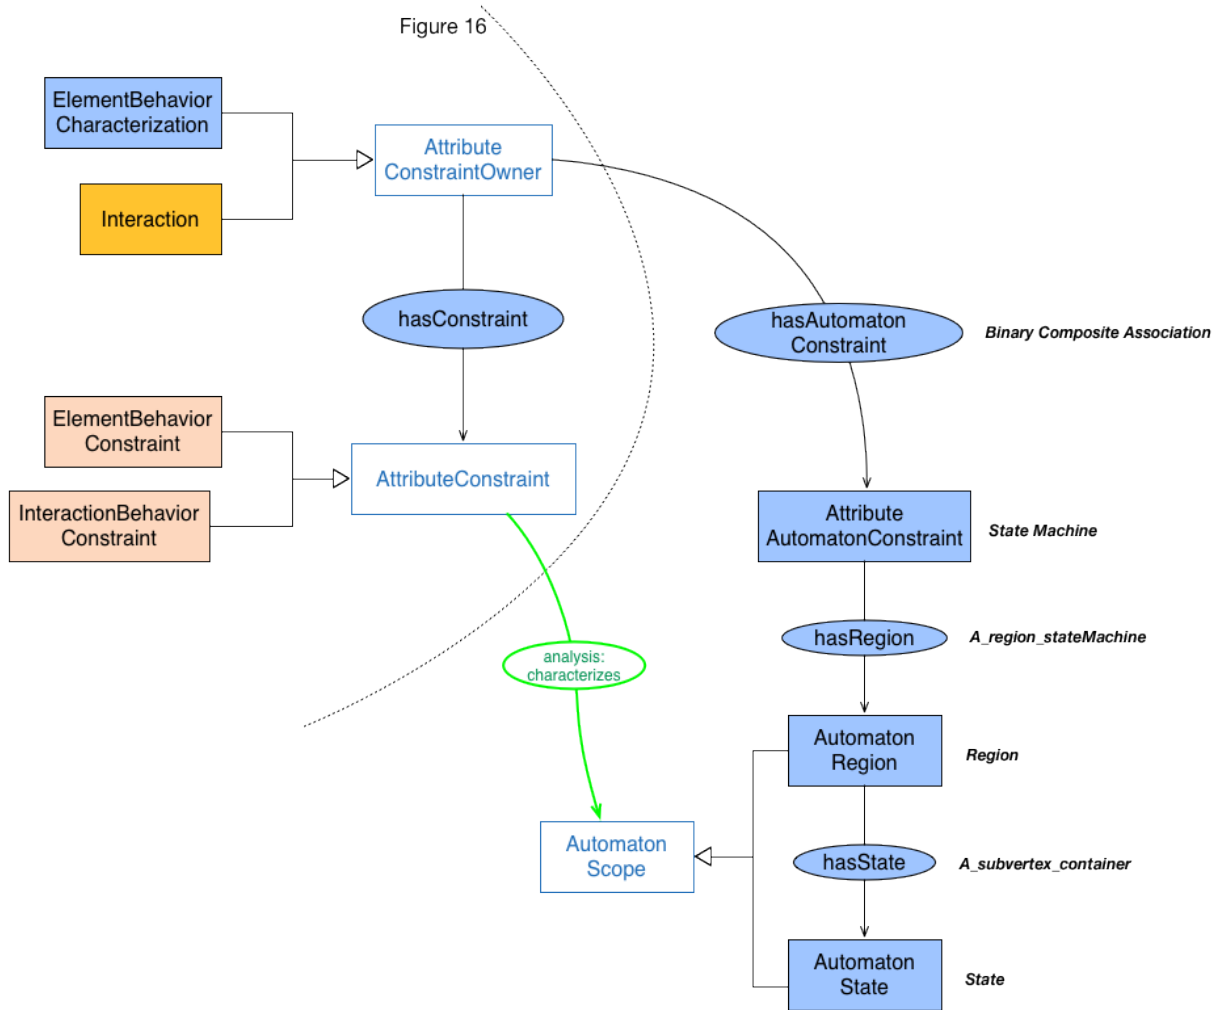 Figure 16
ElementBehavior
Characterization
Attribute
ConstraintOwner
Interaction
hasConstraint
hasAutomaton
Constraint
Binary Composite Association
ElementBehavior
Constraint
AttributeConstraint
InteractionBehavior
Constraint
Attribute
AutomatonConstraint
State Machine
hasRegion
A_region_stateMachine
analysis:
characterizes
Automaton
Region
Region
Automaton
Scope
hasState
A_subvertex_container
Automaton
State
State